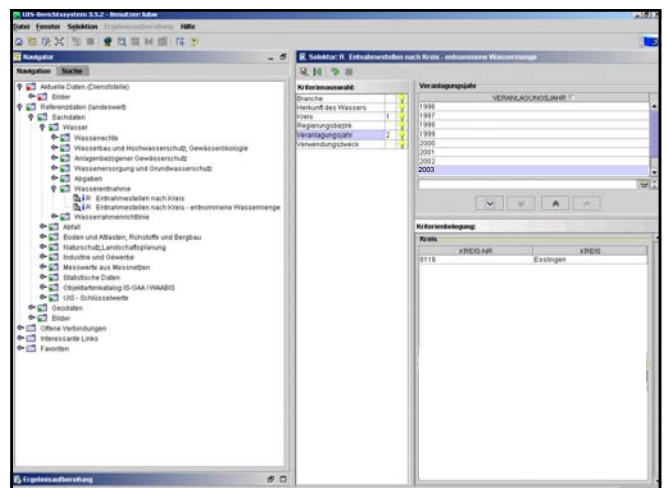 UIS-Berichtssystem 3.5.2 - Benutzer: lubw
Datei Fenster Selektion Ergebnisaufbereitung Hilfe
Navigator
Navigation Suche
Aktuelle Daten (Dienststelle)
Bilder
Referenzdaten (landesweit)
Sachdaten
Wasser
Wasserrechte
Wasserbau und Hochwasserschutz, Gewässerökologie
Anlagenbezogener Gewässerschutz
Wasserversorgung und Grundwasserschutz
Abgaben
Wasserentnahme
R Entnahmestellen nach Kreis
R Entnahmestellen nach Kreis - entnommene Wassermenge
Wasserrahmenrichtlinie
Abfall
Boden und Altlasten, Rohstoffe und Bergbau
Naturschutz, Landschaftsplanung
Industrie und Gewerbe
Messwerte aus Messnetzen
Statistische Daten
Objektartenkatalog IS-GAA / WAABIS
UIS - Schlüsselwerte
Geodaten
Bilder
Offene Verbindungen
Interessante Links
Favoriten
Ergebnisaufbereitung
Selektor: R Entnahmestellen nach Kreis - entnommene Wassermenge
Kriterienauswahl:
Branche
Herkunft des Wassers
Kreis 1
Regierungsbezirk
Veranlagungsjahr 2
Verwendungszweck
Veranlagungsjahr
VERANLAGUNGSJAHR
1996
1997
1998
1999
2000
2001
2002
2003
Kriterienbelegung:
Kreis
KREIS-NR KREIS
8116 Esslingen